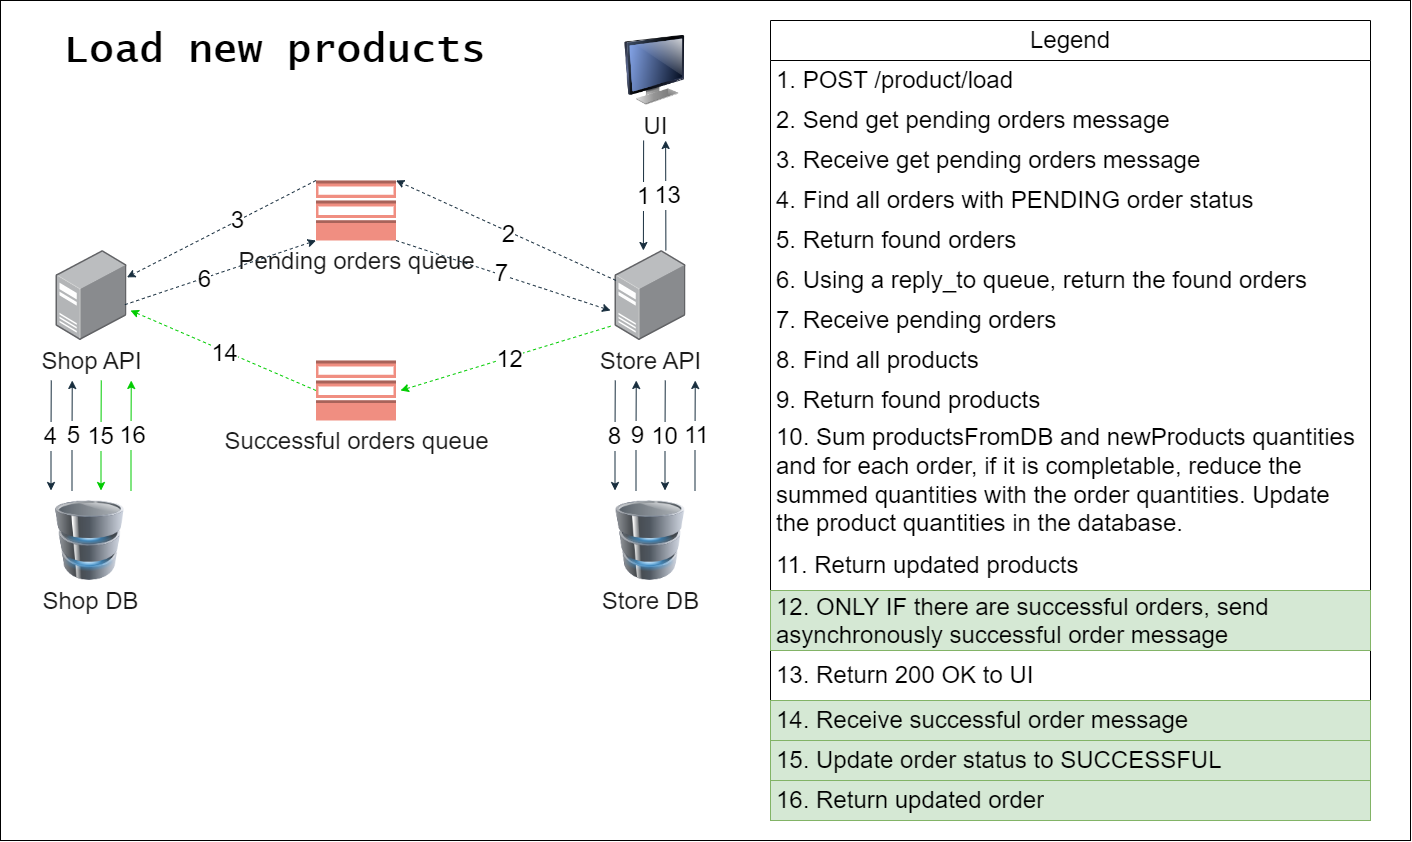 Load new products
UI
1 13
3
2
Pending orders queue
6
7
Shop API
Store API
14
12
Successful orders queue
4 5 15 16
8 9 10 11
Shop DB
Store DB
Legend
1. POST /product/load
2. Send get pending orders message
3. Receive get pending orders message
4. Find all orders with PENDING order status
5. Return found orders
6. Using a reply_to queue, return the found orders
7. Receive pending orders
8. Find all products
9. Return found products
10. Sum productsFromDB and newProducts quantities
and for each order, if it is completable, reduce the
summed quantities with the order quantities. Update
the product quantities in the database.
11. Return updated products
12. ONLY IF there are successful orders, send
asynchronously successful order message
13. Return 200 OK to UI
14. Receive successful order message
15. Update order status to SUCCESSFUL
16. Return updated order